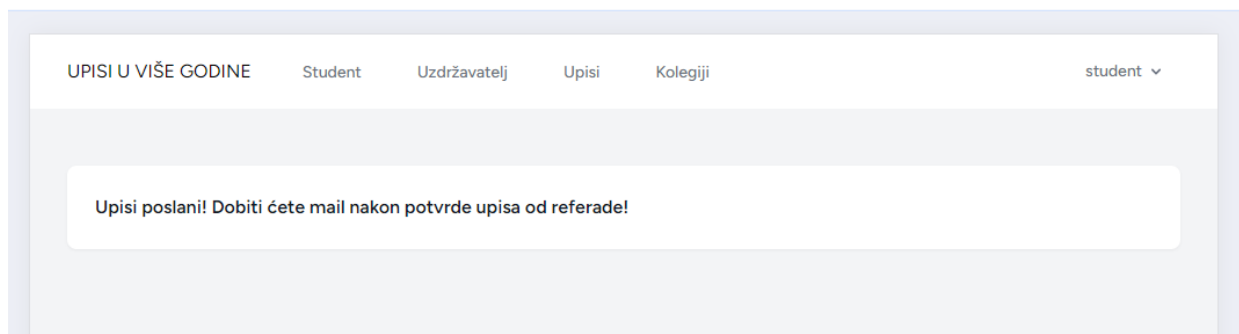 UPISI U VIŠE GODINE Student Uzdržavatelj Upisi Kolegiji student
Upisi poslani! Dobiti ćete mail nakon potvrde upisa od referade!